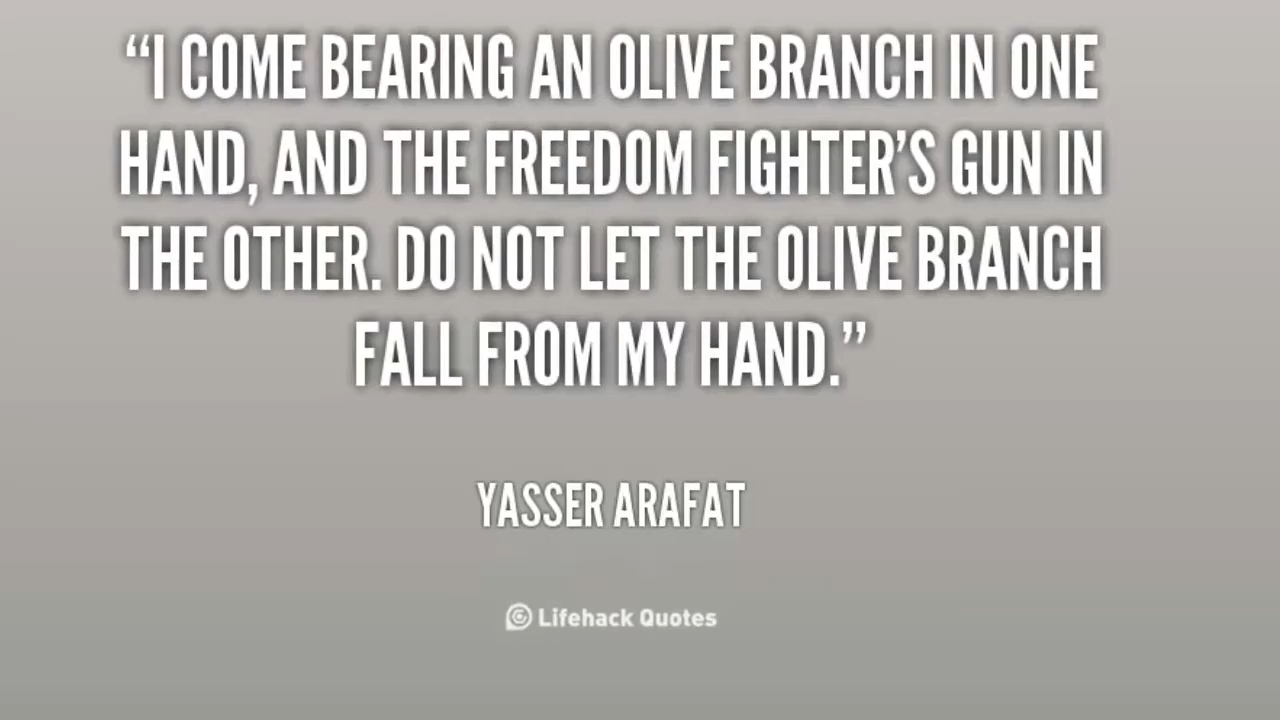 “I COME BEARING AN OLIVE BRANCH IN ONE
HAND, AND THE FREEDOM FIGHTER’S GUN IN
THE OTHER. DO NOT LET THE OLIVE BRANCH
FALL FROM MY HAND.”
YASSER ARAFAT
Lifehack Quotes